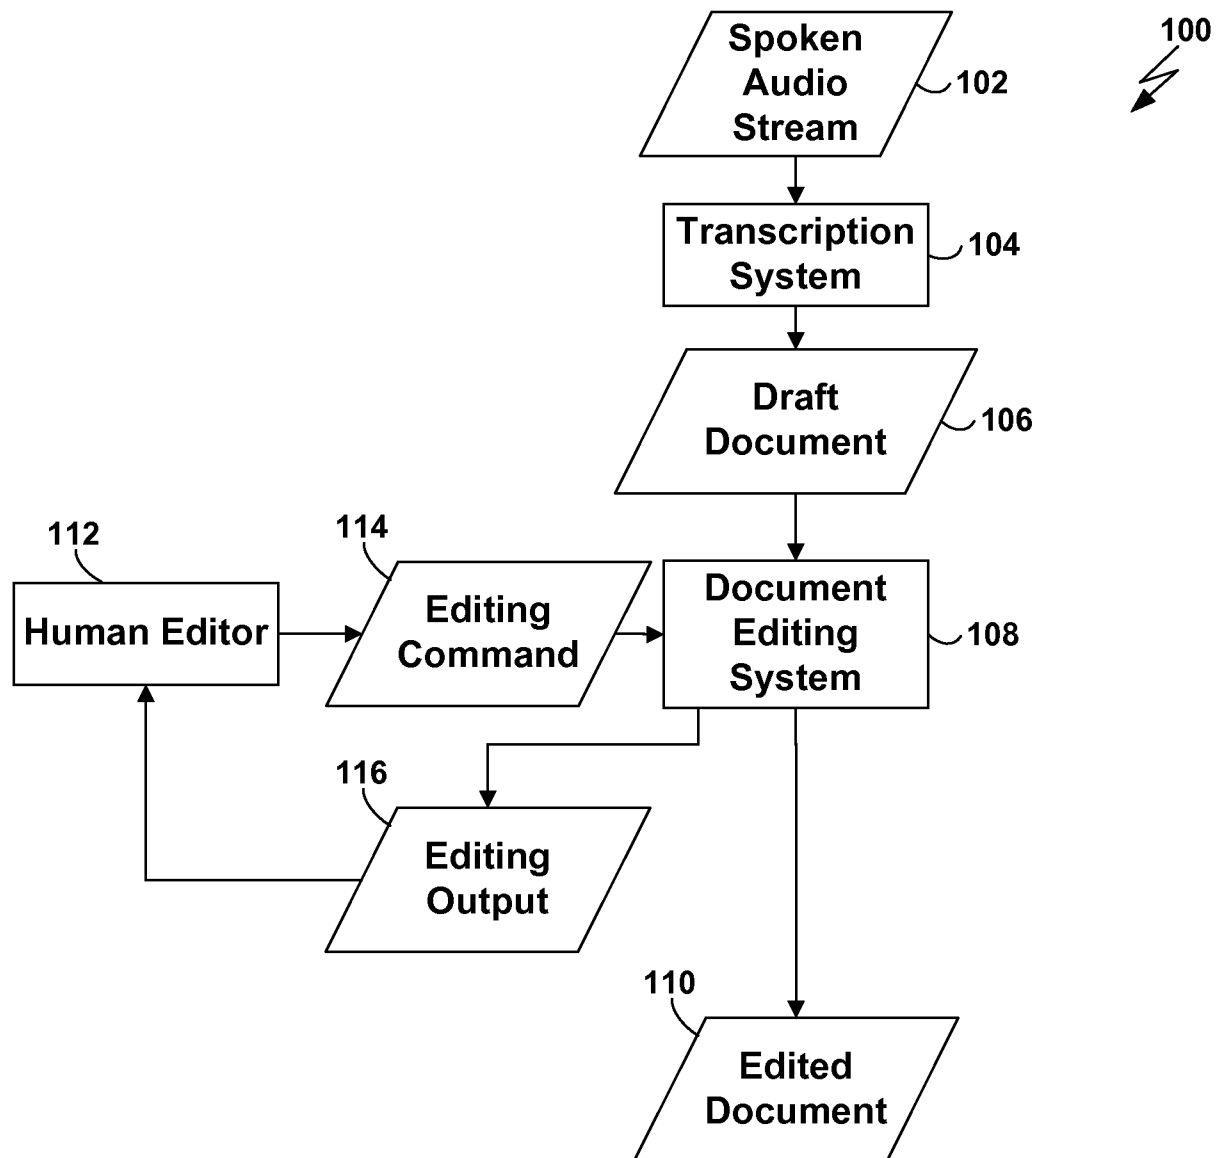 100
Spoken
Audio
Stream
102
Transcription
System
104
Draft
Document
106
112
Human Editor
114
Editing
Command
Document
Editing
System
108
116
Editing
Output
110
Edited
Document